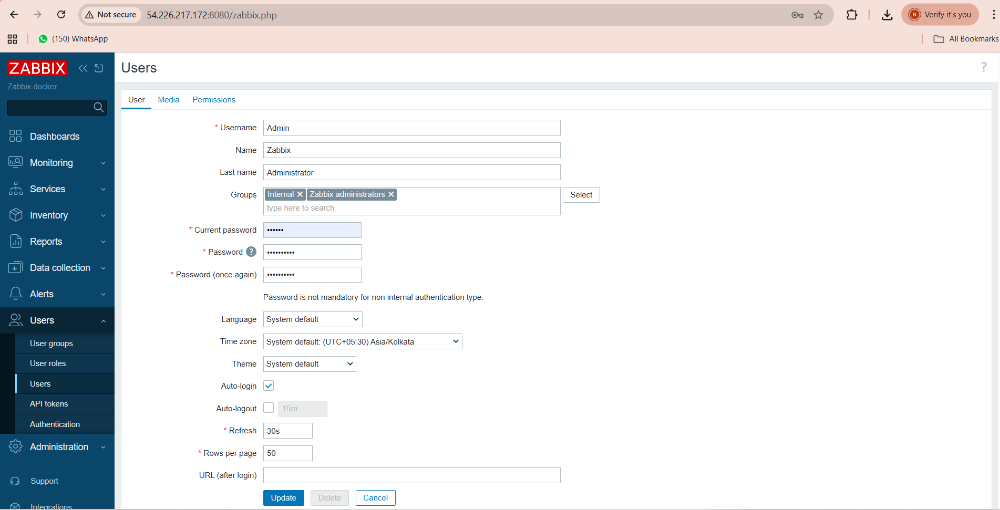 Not secure 54.226.217.172:8080/zabbix.php N Verify it's you
(150) WhatsApp All Bookmarks
ZABBIX
Zabbix docker
Dashboards
Monitoring
Services
Inventory
Reports
Data collection
Alerts
Users
User groups
User roles
Users
API tokens
Authentication
Administration
Support
Integrations
Users ?
User Media Permissions
* Username Admin
Name Zabbix
Last name Administrator
Groups Internal Zabbix administrators Select
type here to search
* Current password ••••••
* Password ? ••••••••••
* Password (once again) ••••••••••
Password is not mandatory for non internal authentication type.
Language System default
Time zone System default: (UTC+05:30) Asia/Kolkata
Theme System default
Auto-login
Auto-logout 15m
* Refresh 30s
* Rows per page 50
URL (after login)
Update Delete Cancel